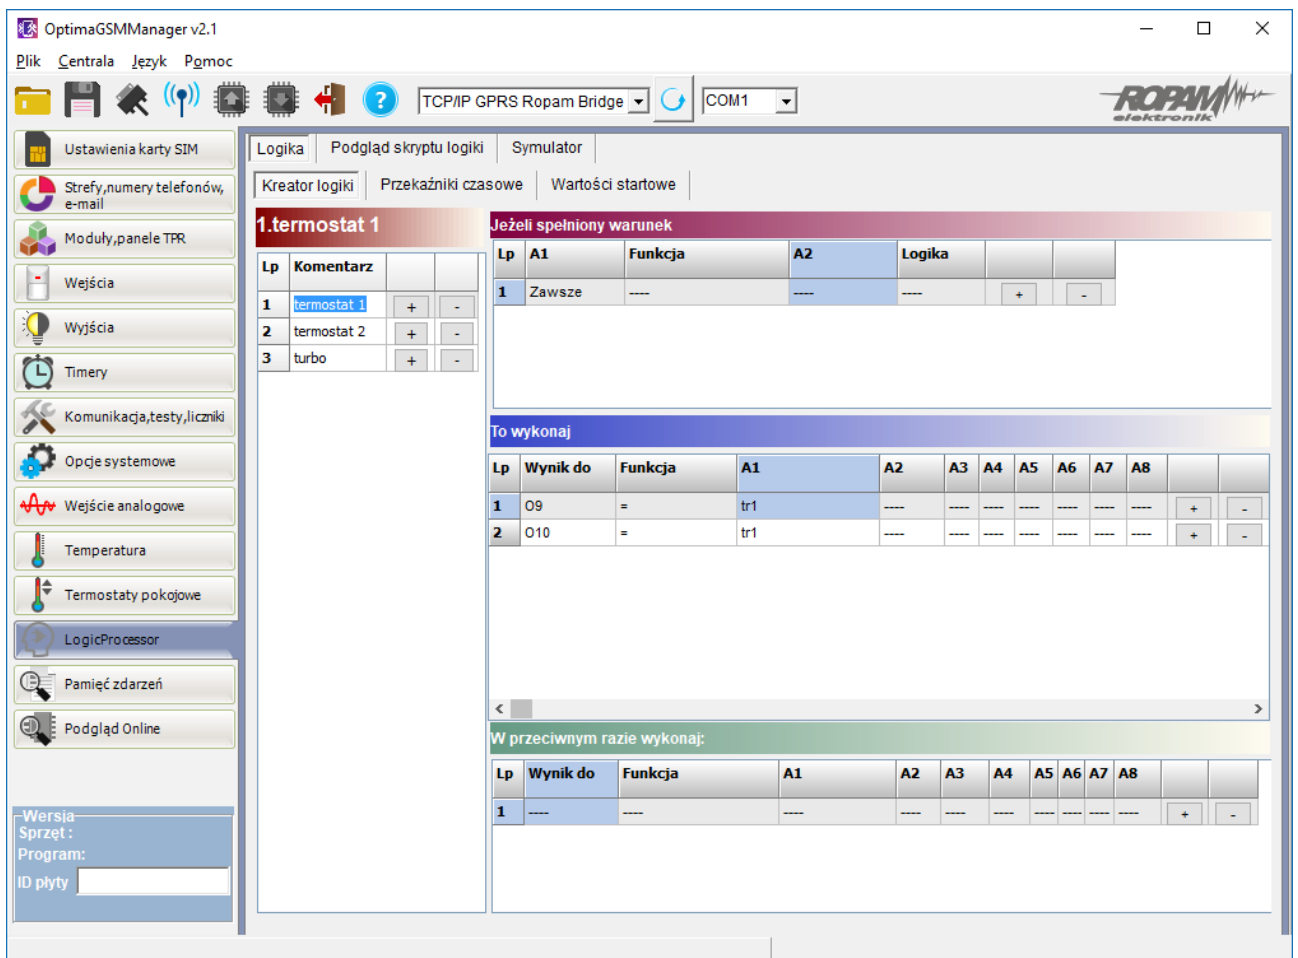 OptimaGSMManager v2.1
Plik Centrala Język Pomoc
TCP/IP GPRS Ropam Bridge COM1
ROPAM
elektronik
Ustawienia karty SIM
Strefy,numery telefonów,
e-mail
Moduły,panele TPR
Wejścia
Wyjścia
Timery
Komunikacja,testy,liczniki
Opcje systemowe
Wejście analogowe
Temperatura
Termostaty pokojowe
LogicProcessor
Pamięć zdarzeń
Podgląd Online
Wersja
Sprzęt :
Program:
ID płyty
Logika Podgląd skryptu logiki Symulator
Kreator logiki Przekaźniki czasowe Wartości startowe
1.termostat 1
Lp Komentarz
1 termostat 1 + -
2 termostat 2 + -
3 turbo + -
Jeżeli spełniony warunek
Lp A1 Funkcja A2 Logika
1 Zawsze ---- ---- ---- + -
To wykonaj
Lp Wynik do Funkcja A1 A2 A3 A4 A5 A6 A7 A8
1 O9 = tr1 ---- ---- ---- ---- ---- ---- ---- + -
2 O10 = tr1 ---- ---- ---- ---- ---- ---- ---- + -
W przeciwnym razie wykonaj:
Lp Wynik do Funkcja A1 A2 A3 A4 A5 A6 A7 A8
1 ---- ---- ---- ---- ---- ---- ---- ---- ---- ---- + -